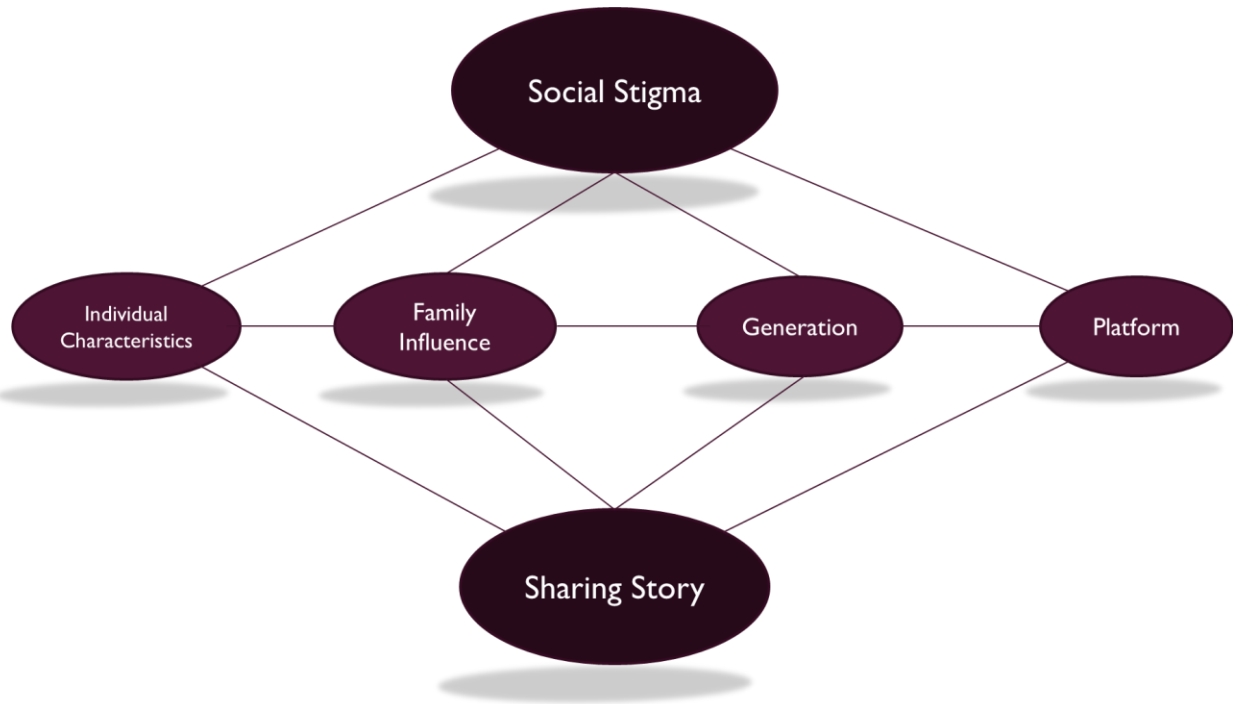 Social Stigma
Individual
Characteristics
Family
Influence
Generation
Platform
Sharing Story